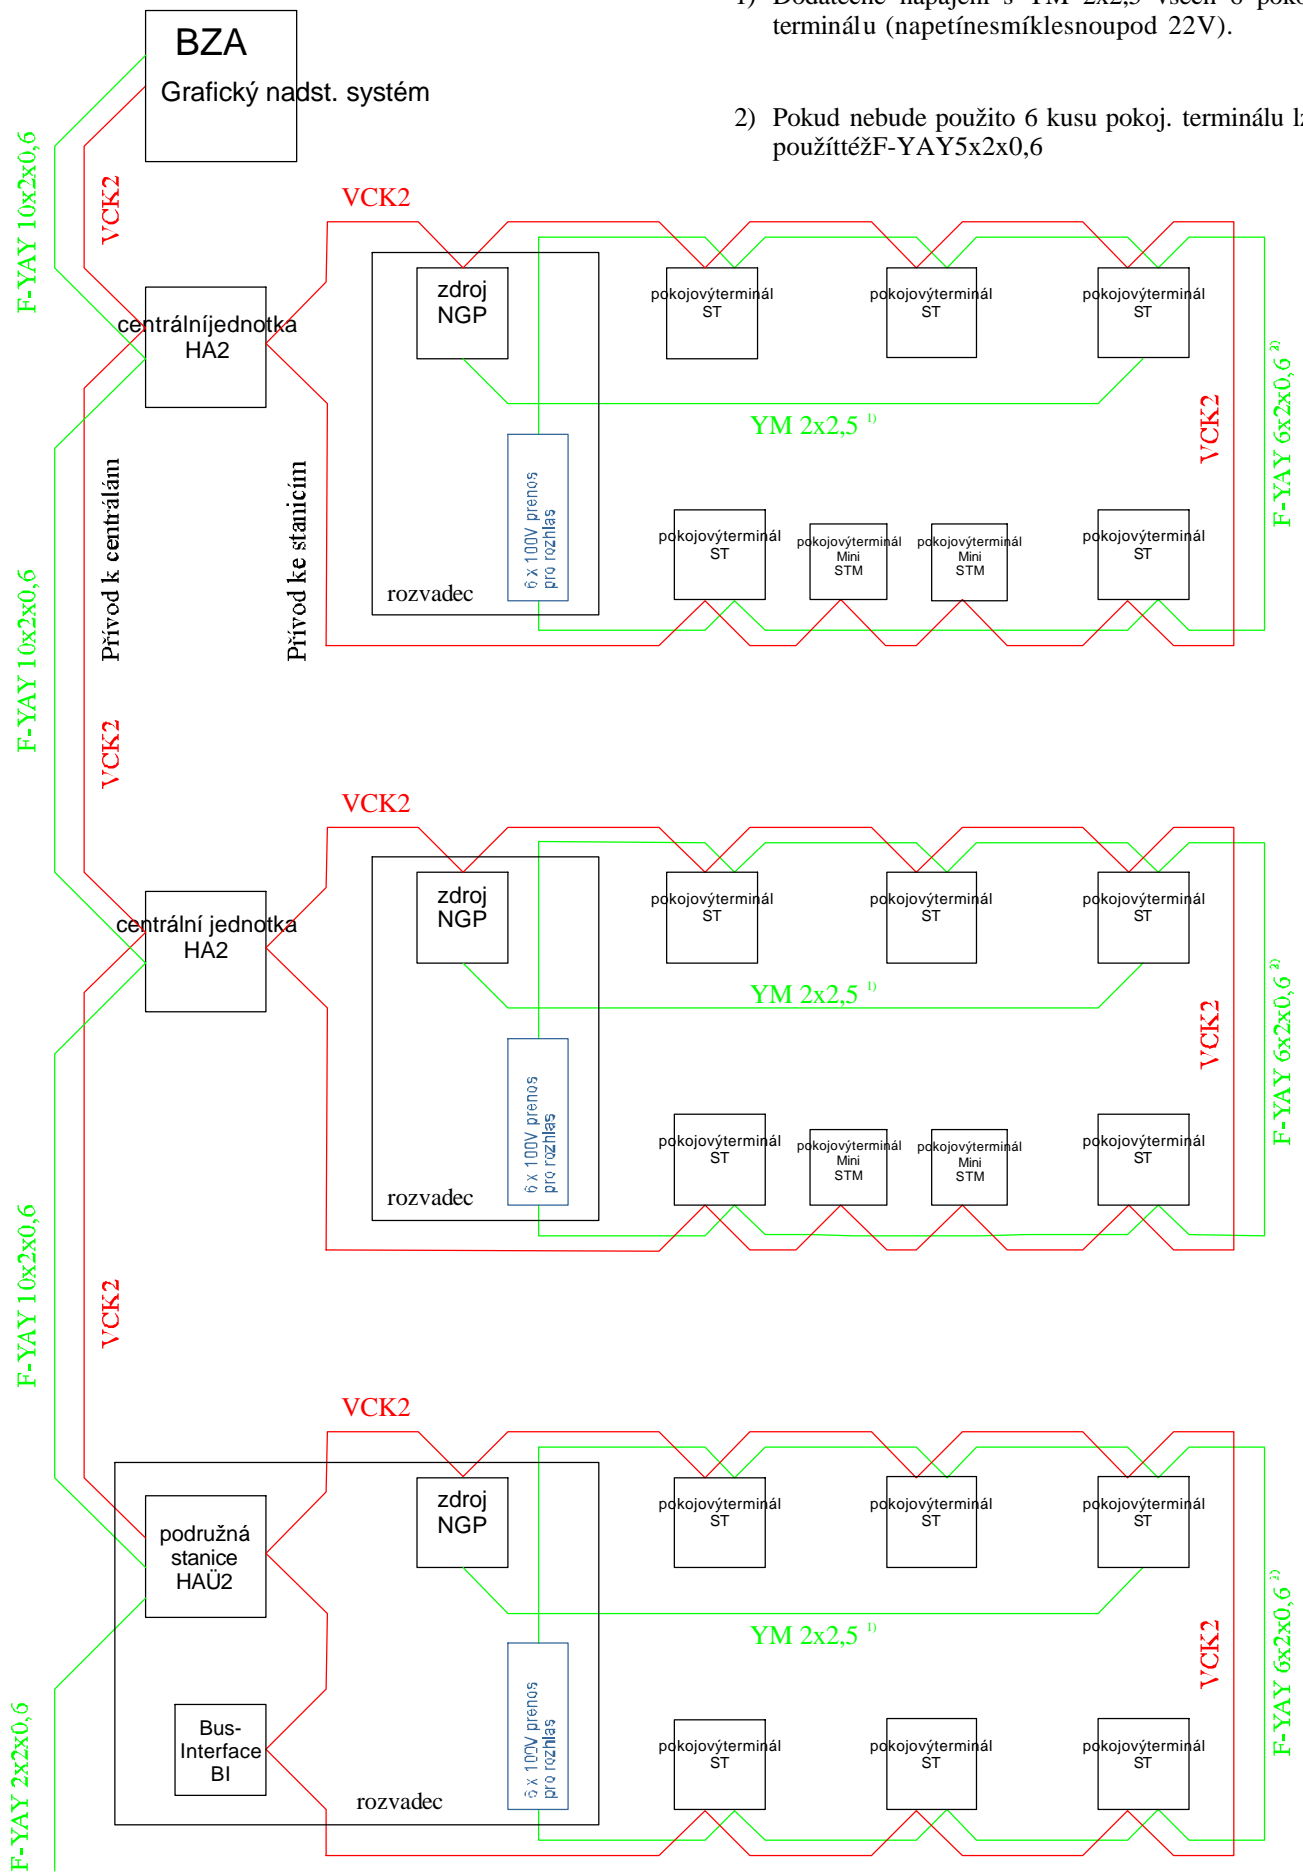 terminálu (napetínesmíklesnoupod 22V).
2) Pokud nebude použito 6 kusu pokoj. terminálu
použíttéžF-YAY5x2x0,6
BZA
Grafický nadst. systém
F-YAY 10x2x0,6
VCK2
VCK2
centrálníjednotka
HA2
zdroj
NGP
pokojovýterminál
ST
pokojovýterminál
ST
pokojovýterminál
ST
YM 2x2,5 1)
VCK2
F-YAY 6x2x0,6 2)
Přívod k centrálám
Přívod ke stanicím
6 x 100V prenos
pro rozhlas
rozvadec
pokojovýterminál
ST
pokojovýterminál
Mini
STM
pokojovýterminál
Mini
STM
pokojovýterminál
ST
F-YAY 10x2x0,6
VCK2
VCK2
centrální jednotka
HA2
zdroj
NGP
pokojovýterminál
ST
pokojovýterminál
ST
pokojovýterminál
ST
YM 2x2,5 1)
VCK2
F-YAY 6x2x0,6 2)
6 x 100V prenos
pro rozhlas
rozvadec
pokojovýterminál
ST
pokojovýterminál
Mini
STM
pokojovýterminál
Mini
STM
pokojovýterminál
ST
F-YAY 10x2x0,6
VCK2
VCK2
podružná
stanice
HAÜ2
zdroj
NGP
pokojovýterminál
ST
pokojovýterminál
ST
pokojovýterminál
ST
YM 2x2,5 1)
VCK2
F-YAY 6x2x0,6 2)
F-YAY 2x2x0,6
Bus-
Interface
BI
6 x 100V prenos
pro rozhlas
rozvadec
pokojovýterminál
ST
pokojovýterminál
ST
pokojovýterminál
ST